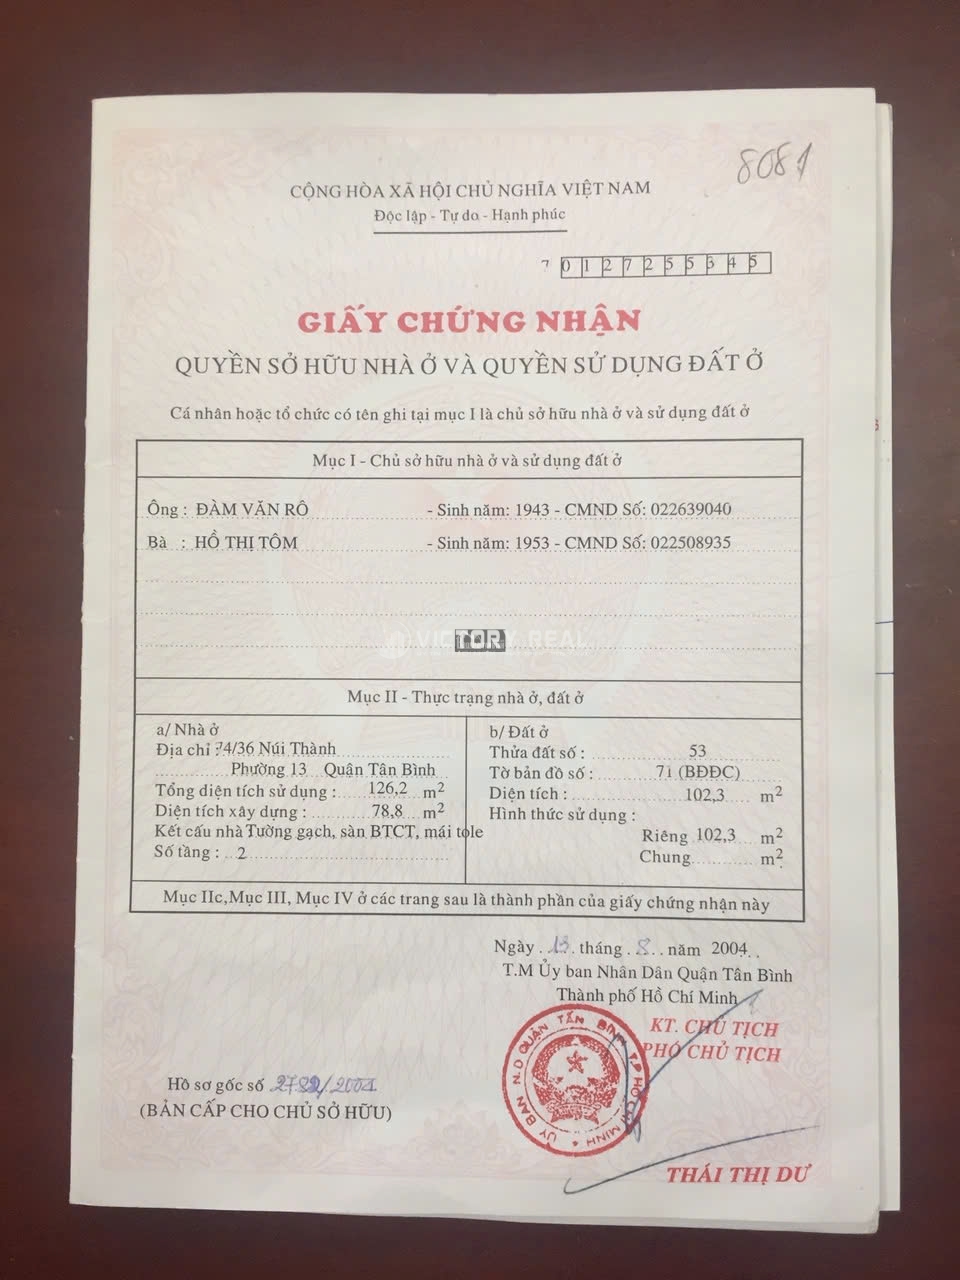 8081
CỘNG HÒA XÃ HỘI CHỦ NGHĨA VIỆT NAM
Độc lập - Tự do - Hạnh phúc
7 0 1 2 7 2 5 5 3 4 5
GIẤY CHỨNG NHẬN
QUYỀN SỞ HỮU NHÀ Ở VÀ QUYỀN SỬ DỤNG ĐẤT Ở
Cá nhân hoặc tổ chức có tên ghi tại mục I là chủ sở hữu nhà ở và sử dụng đất ở
Mục I - Chủ sở hữu nhà ở và sử dụng đất ở
Ông : ĐÀM VĂN RÔ - Sinh năm: 1943 - CMND Số: 022639040
Bà : HỒ THỊ TÔM - Sinh năm: 1953 - CMND Số: 022508935
VICTORY REAL
Mục II - Thực trạng nhà ở, đất ở
a/ Nhà ở
Địa chỉ : 74/36 Núi Thành
Phường 13 Quận Tân Bình
Tổng diện tích sử dụng : 126,2 m2
Diện tích xây dựng : 78,8 m2
Kết cấu nhà Tường gạch, sàn BTCT, mái tole
Số tầng : 2
b/ Đất ở
Thửa đất số : 53
Tờ bản đồ số : 71 (BĐĐC)
Diện tích : 102,3 m2
Hình thức sử dụng :
Riêng 102,3 m2
Chung m2
Mục IIc, Mục III, Mục IV ở các trang sau là thành phần của giấy chứng nhận này
Ngày 13 tháng 8 năm 2004
T.M Ủy ban Nhân Dân Quận Tân Bình
Thành phố Hồ Chí Minh
KT. CHỦ TỊCH
PHÓ CHỦ TỊCH
ỦY BAN N.D QUẬN TÂN BÌNH T.P HỒ CHÍ MINH
Hồ sơ gốc số /2004
(BẢN CẤP CHO CHỦ SỞ HỮU)
THÁI THỊ DƯ